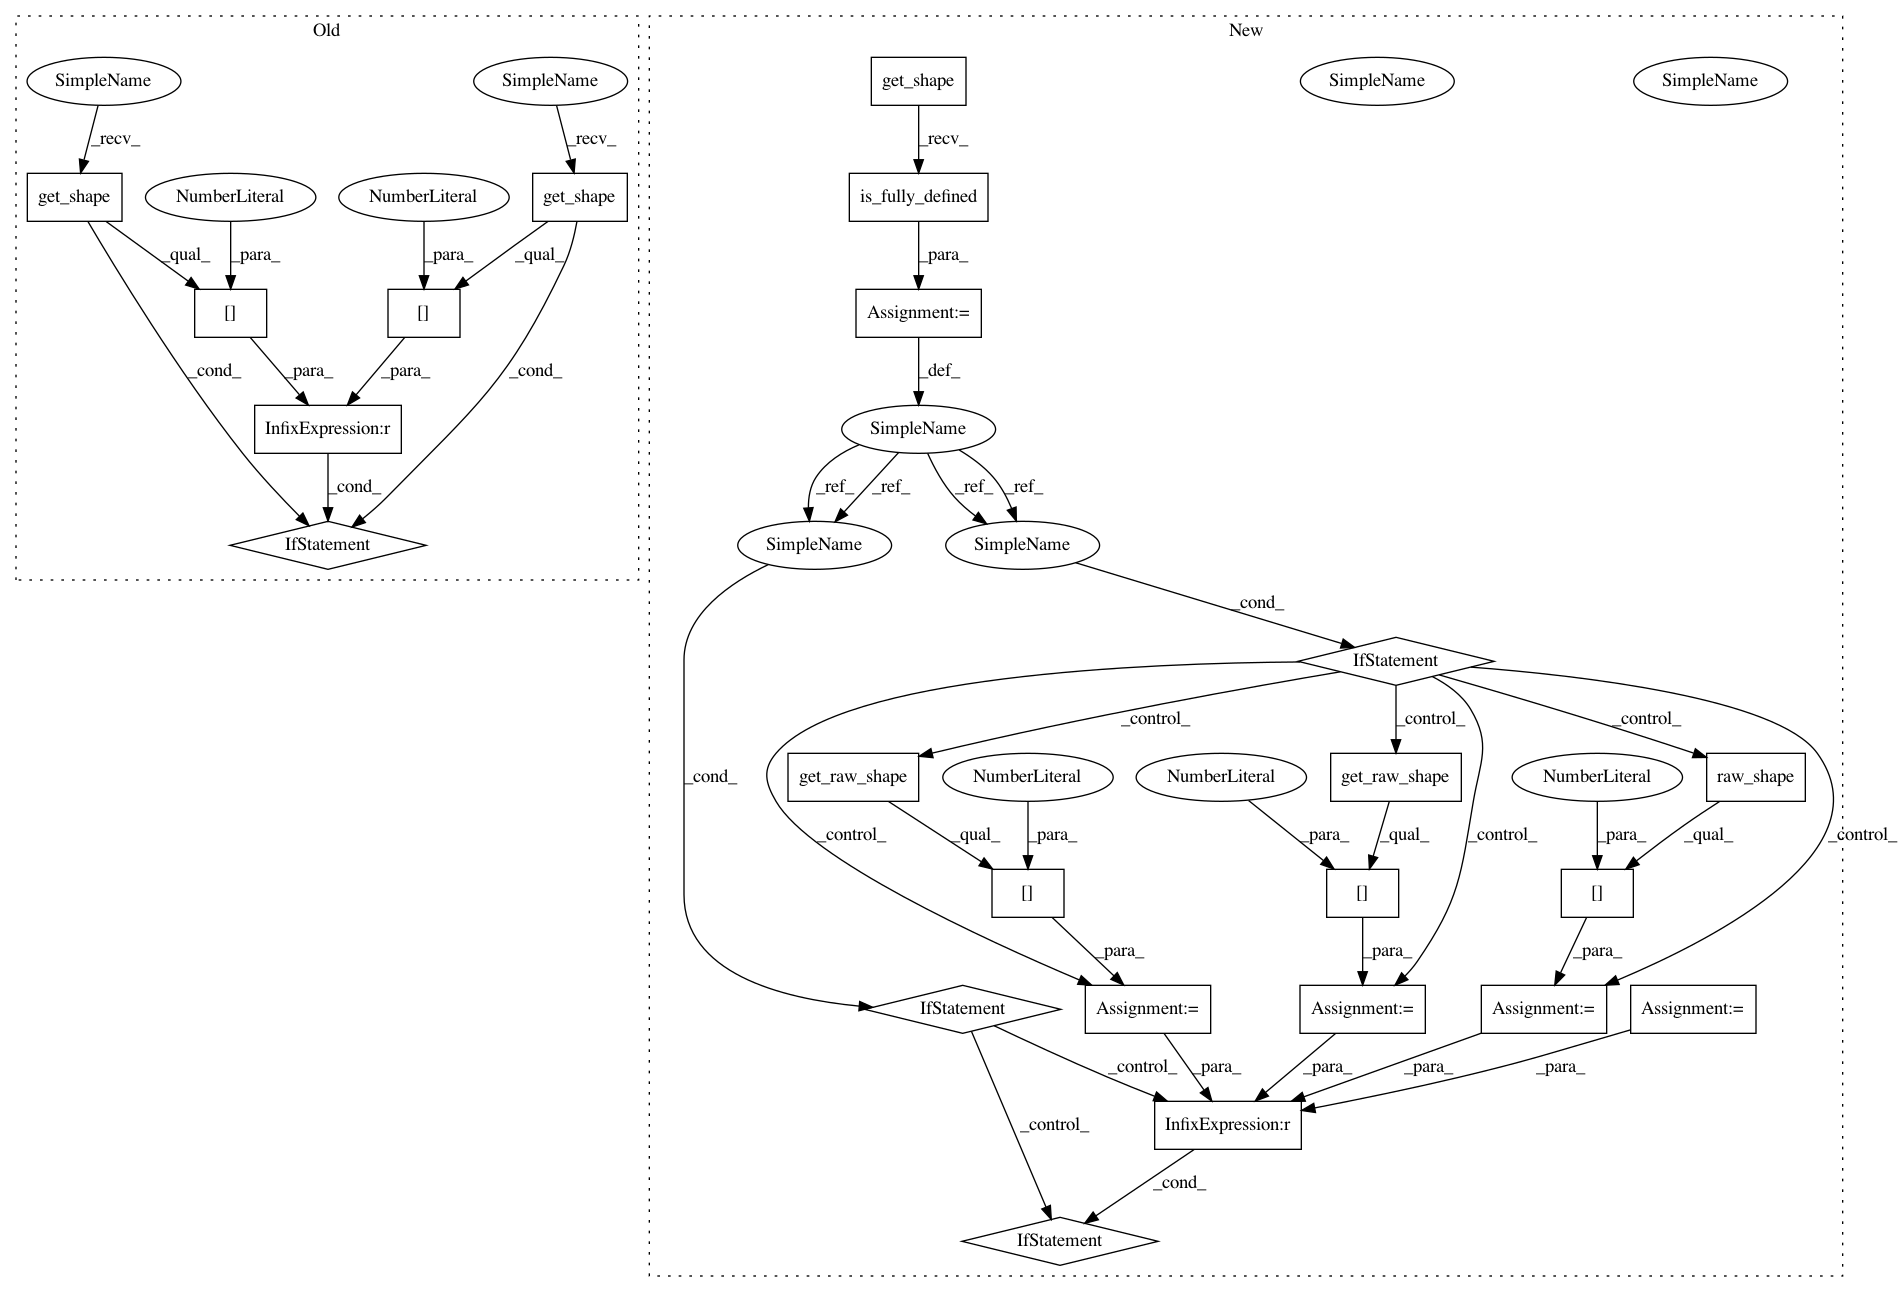 Old
New
SimpleName
SimpleName
get_shape
SimpleName
SimpleName
_recv_
_recv_
_recv_
get_shape
NumberLiteral
NumberLiteral
get_shape
is_fully_defined
_qual_
_para_
_para_
_qual_
_para_
[]
[]
Assignment:=
_cond_
_para_
_para_
_cond_
_def_
InfixExpression:r
SimpleName
_cond_
_ref_
_ref_
_ref_
_ref_
IfStatement
SimpleName
SimpleName
_cond_
IfStatement
_control_
_control_
_control_
_cond_
get_raw_shape
NumberLiteral
NumberLiteral
get_raw_shape
NumberLiteral
raw_shape
_control_
_qual_
_para_
_para_
_qual_
_control_
_para_
_qual_
_control_
[]
[]
[]
_para_
_para_
_para_
IfStatement
Assignment:=
Assignment:=
Assignment:=
Assignment:=
_control_
_para_
_para_
_para_
_para_
_control_
InfixExpression:r
_cond_
IfStatement